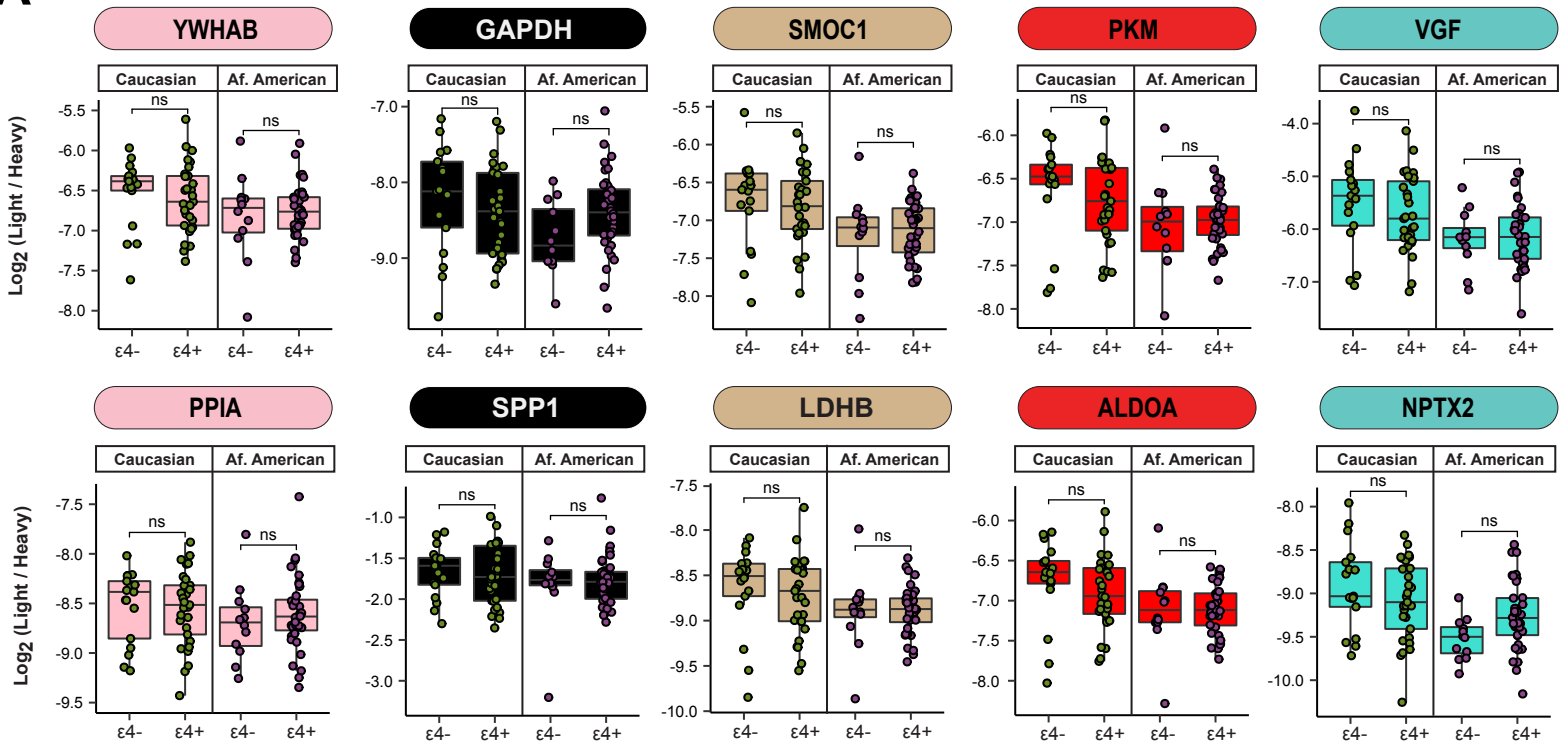 YWHAB GAPDH SMOC1 PKM VGF
Caucasian Af. American Caucasian Af. American Caucasian Af. American Caucasian Af. American Caucasian Af. American
Log2 (Light / Heavy)
-5.5
-6.0
-6.5
-7.0
-7.5
-8.0
ns ns
ε4- ε4+ ε4- ε4+
-7.0
-8.0
-9.0
ns ns
ε4- ε4+ ε4- ε4+
-5.5
-6.0
-6.5
-7.0
-7.5
-8.0
ns ns
ε4- ε4+ ε4- ε4+
-6.0
-6.5
-7.0
-7.5
-8.0
ns ns
ε4- ε4+ ε4- ε4+
-4.0
-5.0
-6.0
-7.0
ns ns
ε4- ε4+ ε4- ε4+
PPIA SPP1 LDHB ALDOA NPTX2
Caucasian Af. American Caucasian Af. American Caucasian Af. American Caucasian Af. American Caucasian Af. American
Log2 (Light / Heavy)
-7.5
-8.0
-8.5
-9.0
-9.5
ns ns
ε4- ε4+ ε4- ε4+
-1.0
-1.5
-2.0
-2.5
-3.0
ns ns
ε4- ε4+ ε4- ε4+
-7.5
-8.0
-8.5
-9.0
-9.5
-10.0
ns ns
ε4- ε4+ ε4- ε4+
-6.0
-6.5
-7.0
-7.5
-8.0
ns ns
ε4- ε4+ ε4- ε4+
-8.0
-8.5
-9.0
-9.5
-10.0
ns ns
ε4- ε4+ ε4- ε4+